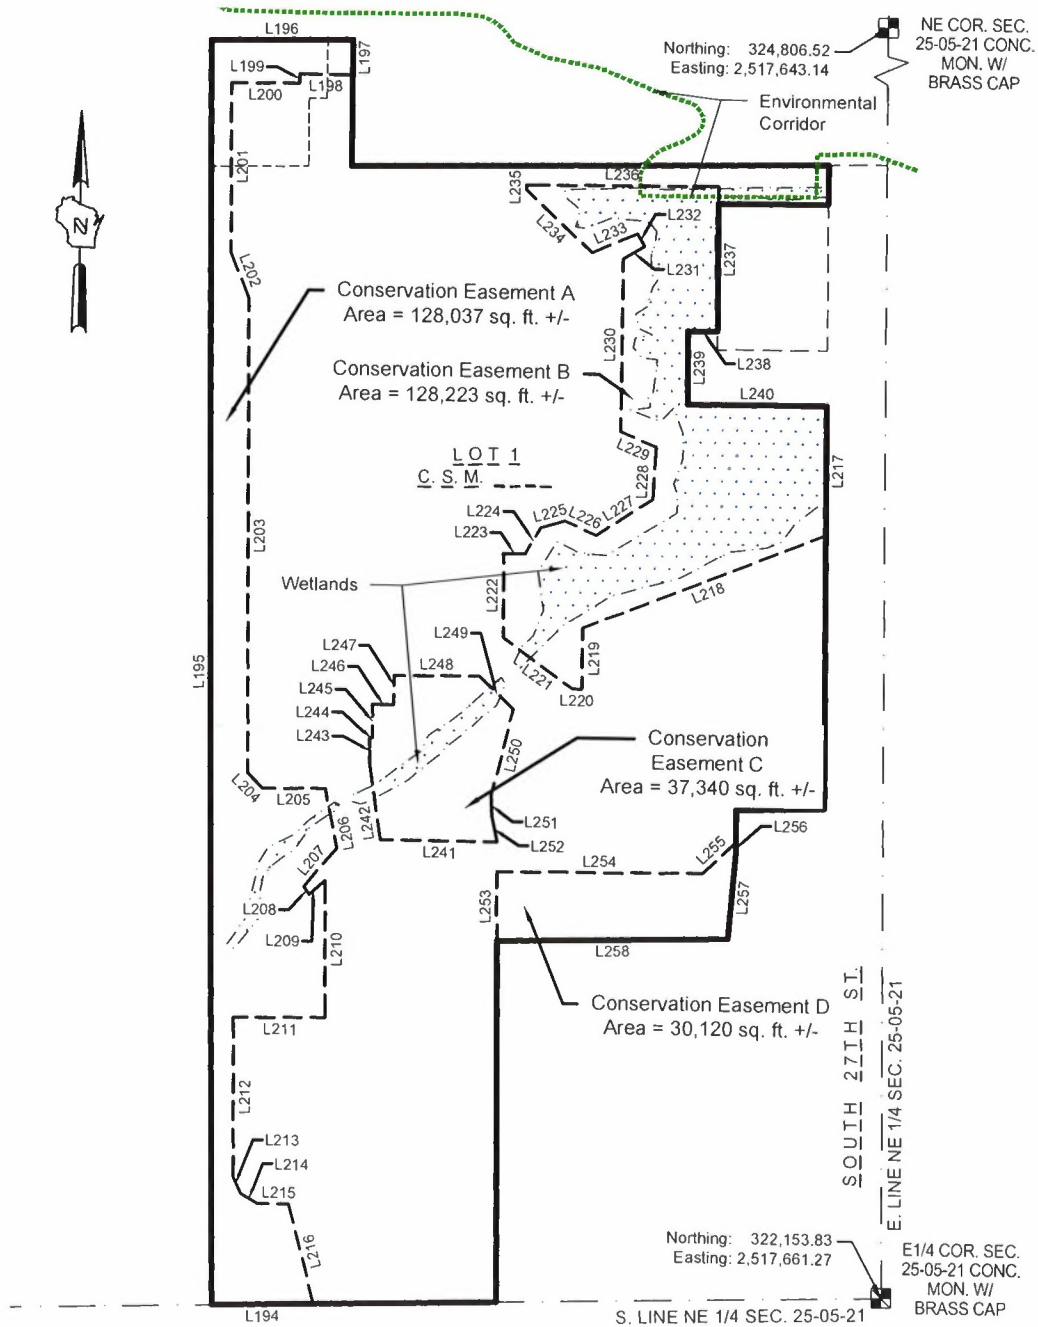 L196
L197
L199
L198
L200
L201
L202
L203
L195
Northing: 324,806.52
Easting: 2,517,643.14
NE COR. SEC.
25-05-21 CONC.
MON. W/
BRASS CAP
Environmental
Corridor
L235
L236
L234
L233
L232
L231
L237
L230
L239
L238
L240
L217
L229
L228
L227
L226
L225
L224
L223
L222
L218
L219
L220
L221
N
Conservation Easement A
Area = 128,037 sq. ft. +/-
Conservation Easement B
Area = 128,223 sq. ft. +/-
LOT 1
C. S. M.
Wetlands
L249
L247
L248
L246
L245
L244
L243
L250
L242
L241
L251
L252
Conservation
Easement C
Area = 37,340 sq. ft. +/-
L204
L205
L206
L207
L208
L209
L210
L211
L212
L213
L214
L215
L216
L194
L256
L255
L254
L253
L257
L258
Conservation Easement D
Area = 30,120 sq. ft. +/-
SOUTH 27TH ST.
E. LINE NE 1/4 SEC. 25-05-21
Northing: 322,153.83
Easting: 2,517,661.27
E1/4 COR. SEC.
25-05-21 CONC.
MON. W/
BRASS CAP
S. LINE NE 1/4 SEC. 25-05-21